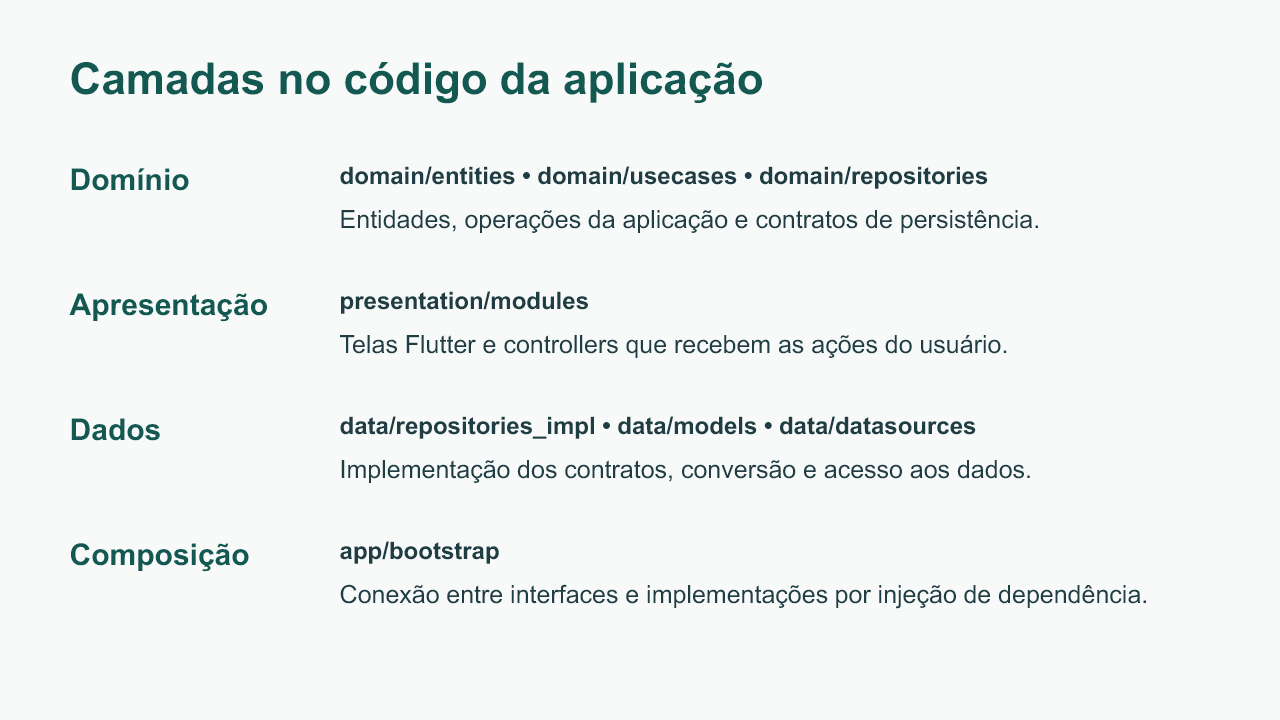 Camadas no código da aplicação
Domínio
domain/entities • domain/usecases • domain/repositories
Entidades, operações da aplicação e contratos de persistência.
Apresentação
presentation/modules
Telas Flutter e controllers que recebem as ações do usuário.
Dados
data/repositories_impl • data/models • data/datasources
Implementação dos contratos, conversão e acesso aos dados.
Composição
app/bootstrap
Conexão entre interfaces e implementações por injeção de dependência.